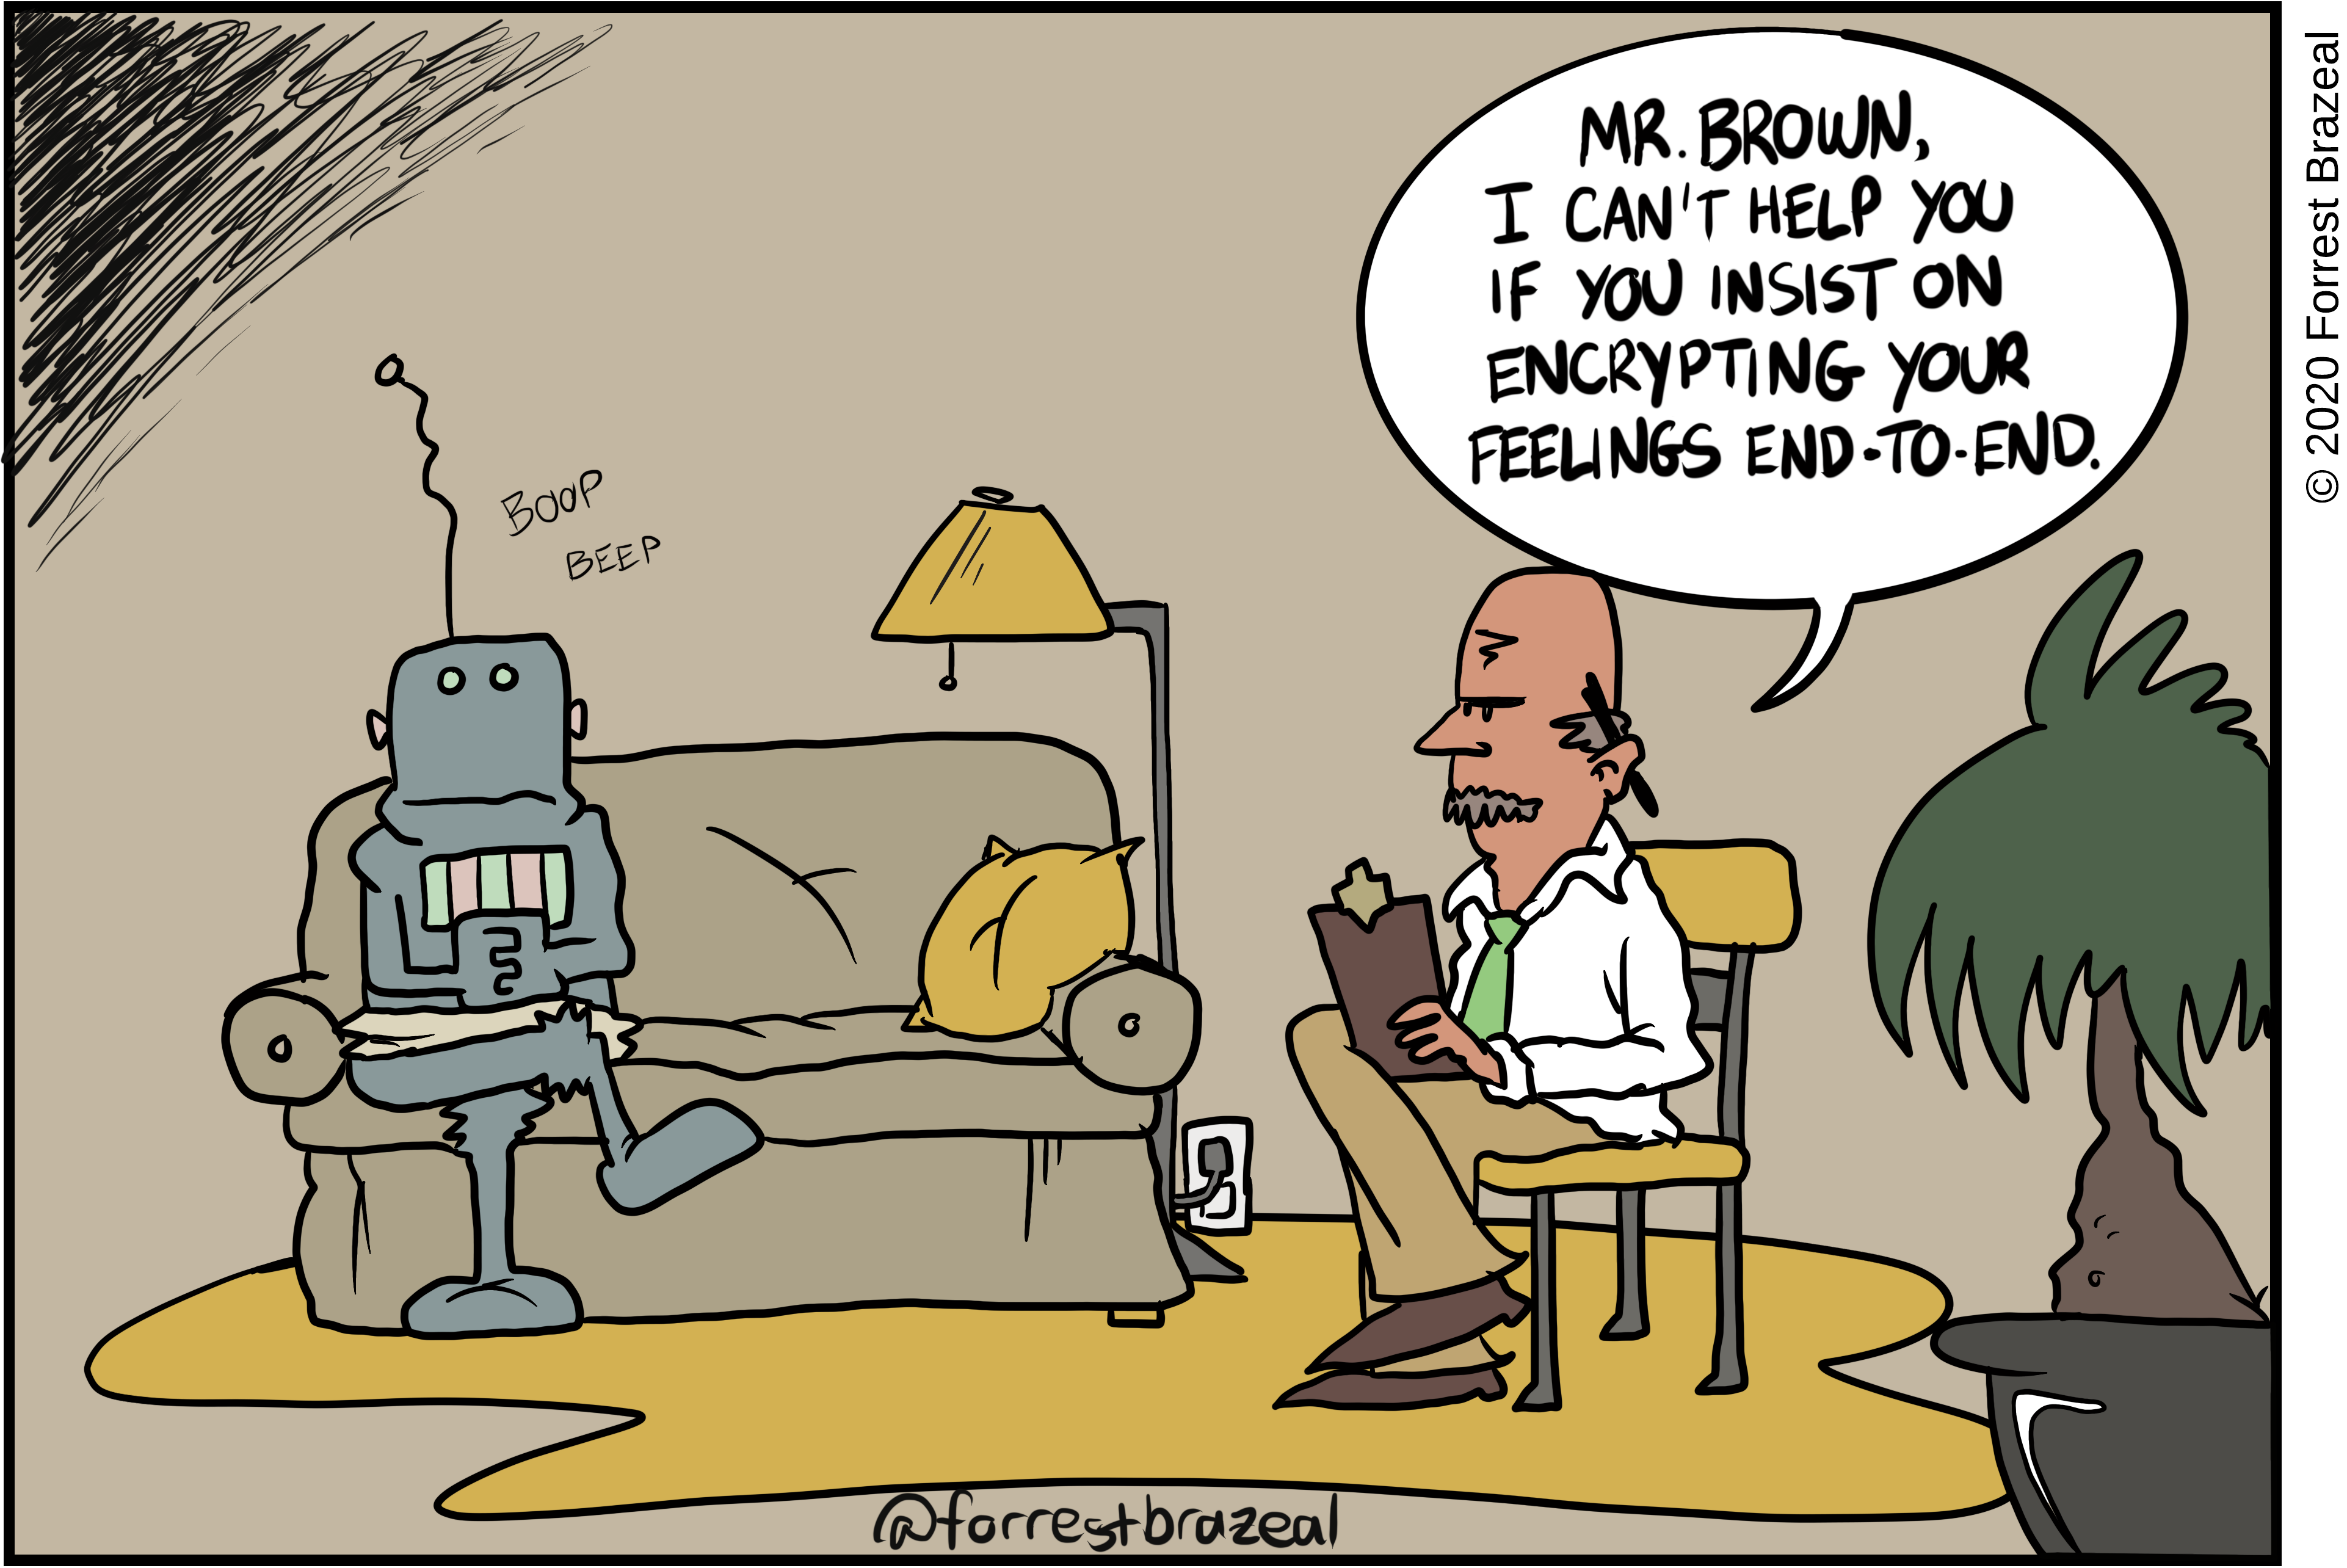 MR. BROWN,
I CAN'T HELP YOU
IF YOU INSIST ON
ENCRYPTING YOUR
FEELINGS END-TO-END.
BOOP
BEEP
@forrestbrazeal
© 2020 Forrest Brazeal